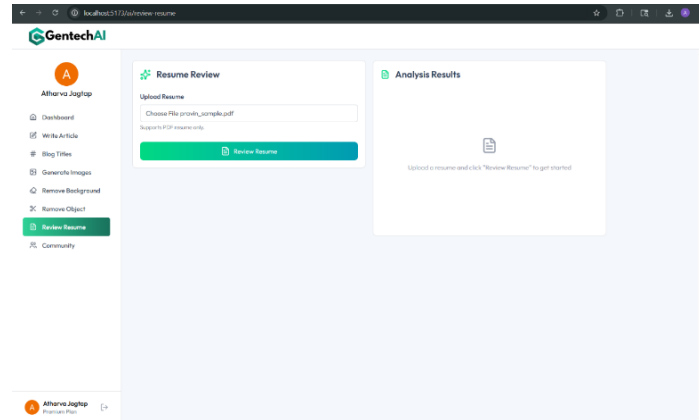 localhost:5173/ai/review-resume
GentechAI
A
Atharva Jagtap
Dashboard
Write Article
# Blog Titles
Generate Images
Remove Background
Remove Object
Review Resume
Community
Resume Review
Upload Resume
Choose File pravin_sample.pdf
Supports PDF resume only.
Review Resume
Analysis Results
Upload a resume and click "Review Resume" to get started
A
Atharva Jagtap
Premium Plan